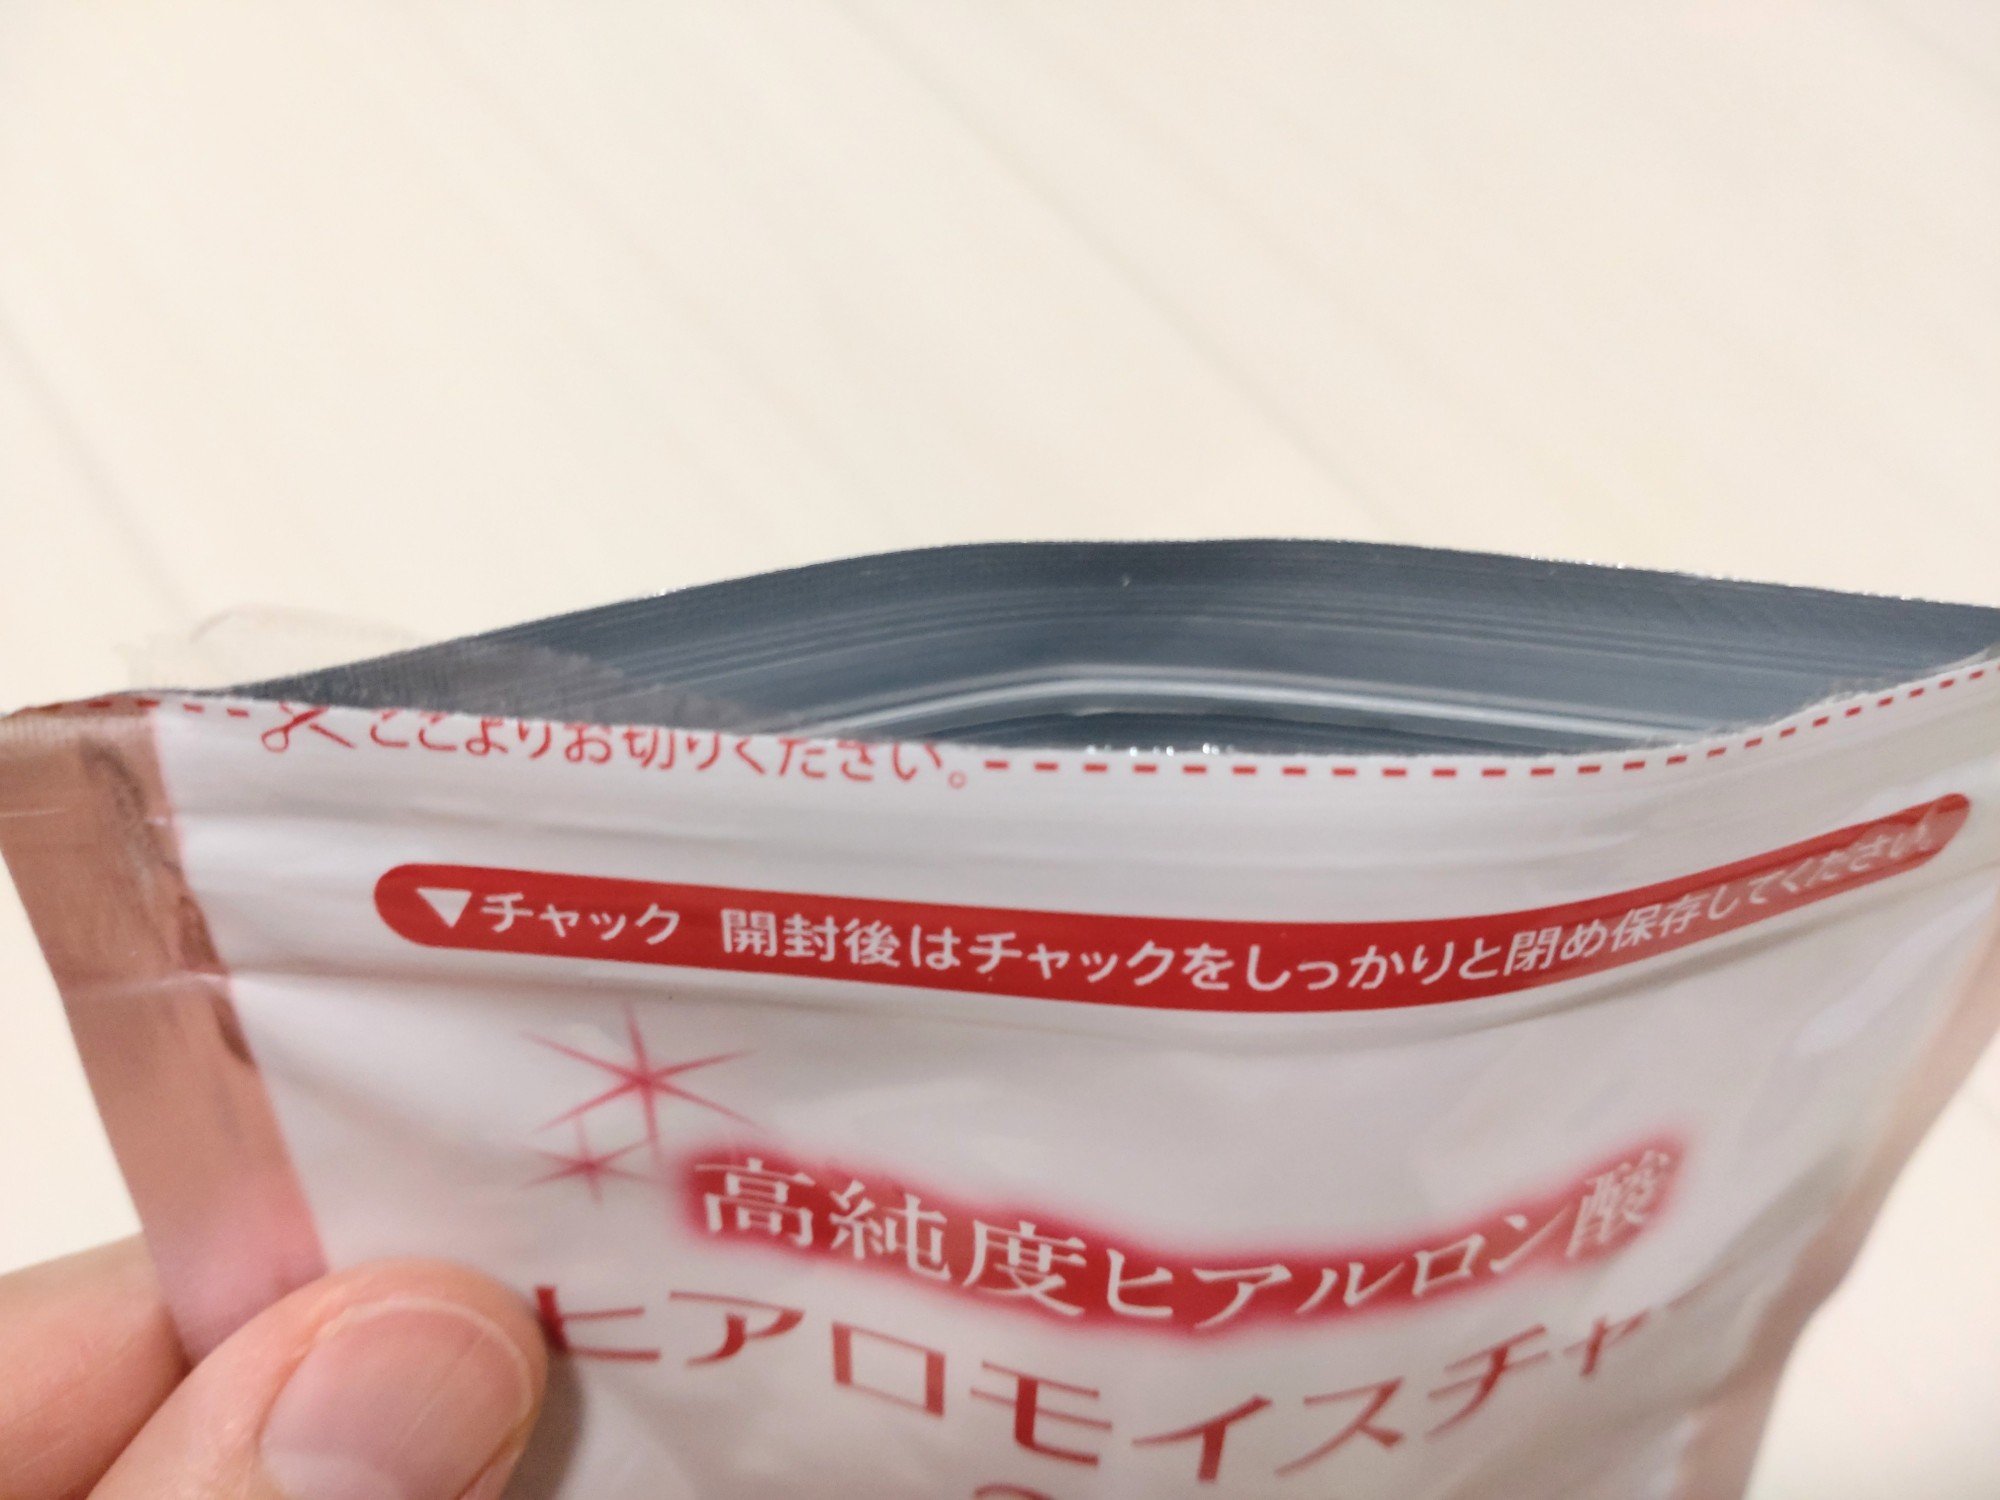 ここよりお切りください。
▼チャック 開封後はチャックをしっかりと閉め保存してください。
高純度ヒアルロン酸
ヒアロモイスチャ